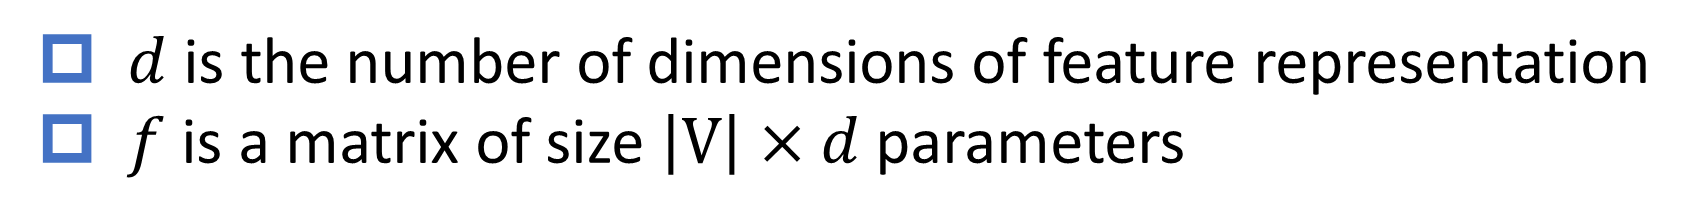 d is the number of dimensions of feature representation
f is a matrix of size |V| × d parameters